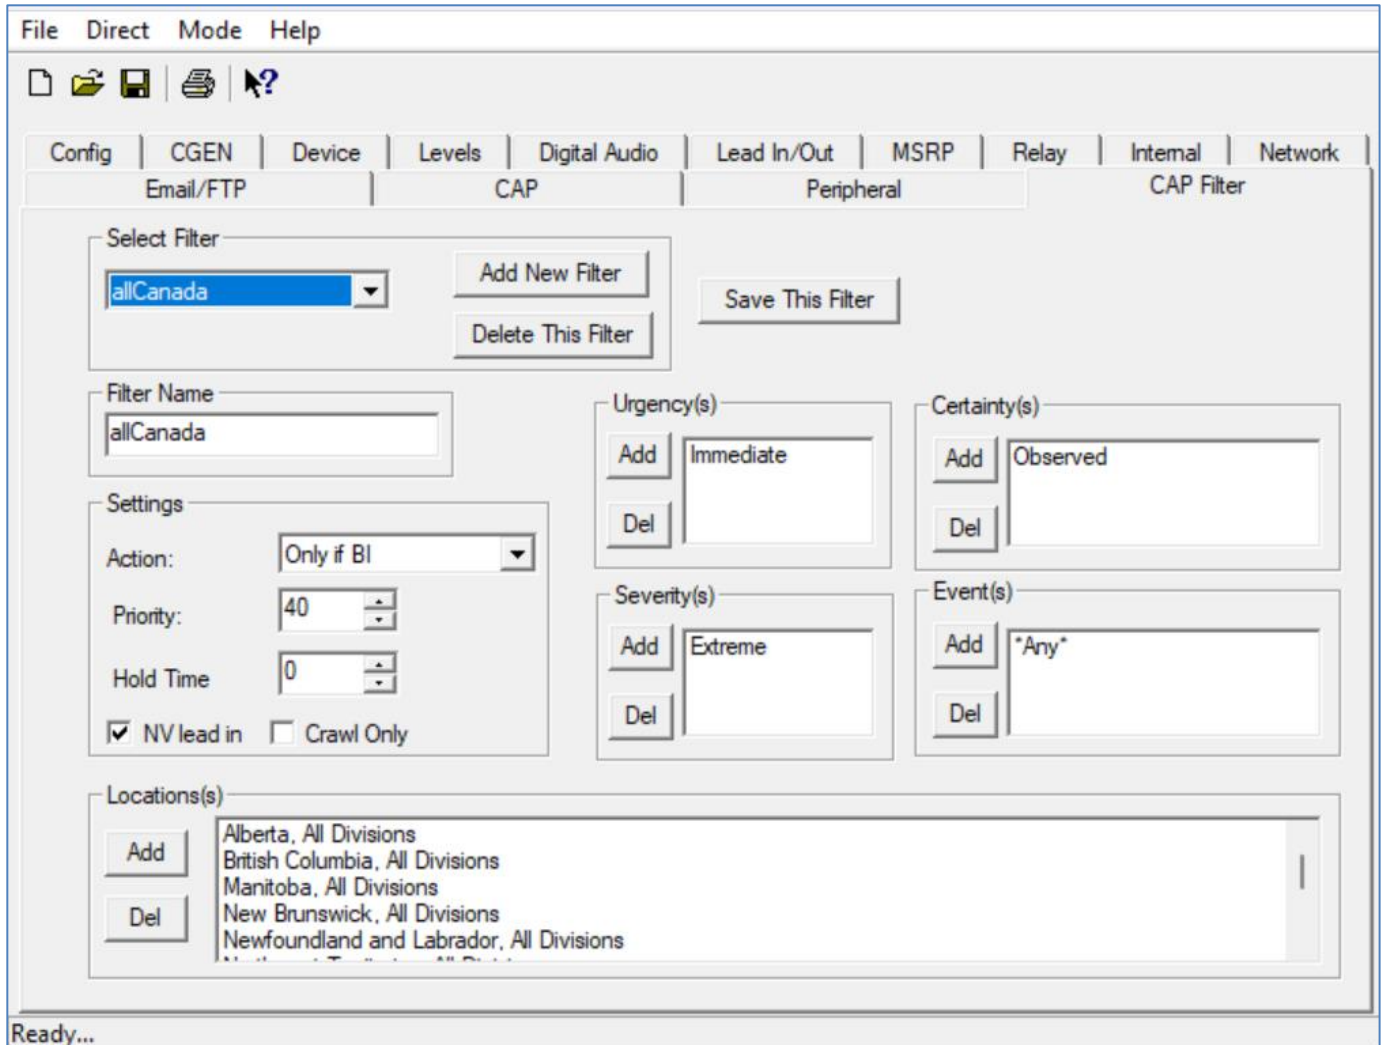 File Direct Mode Help
Config CGEN Device Levels Digital Audio Lead In/Out MSRP Relay Internal Network
Email/FTP CAP Peripheral CAP Filter
Select Filter
allCanada
Add New Filter
Delete This Filter
Save This Filter
Filter Name
allCanada
Settings
Action: Only if BI
Priority: 40
Hold Time 0
NV lead in Crawl Only
Urgency(s)
Add
Del
Immediate
Certainty(s)
Add
Del
Observed
Severity(s)
Add
Del
Extreme
Event(s)
Add
Del
*Any*
Locations(s)
Add
Del
Alberta, All Divisions
British Columbia, All Divisions
Manitoba, All Divisions
New Brunswick, All Divisions
Newfoundland and Labrador, All Divisions
Ready...